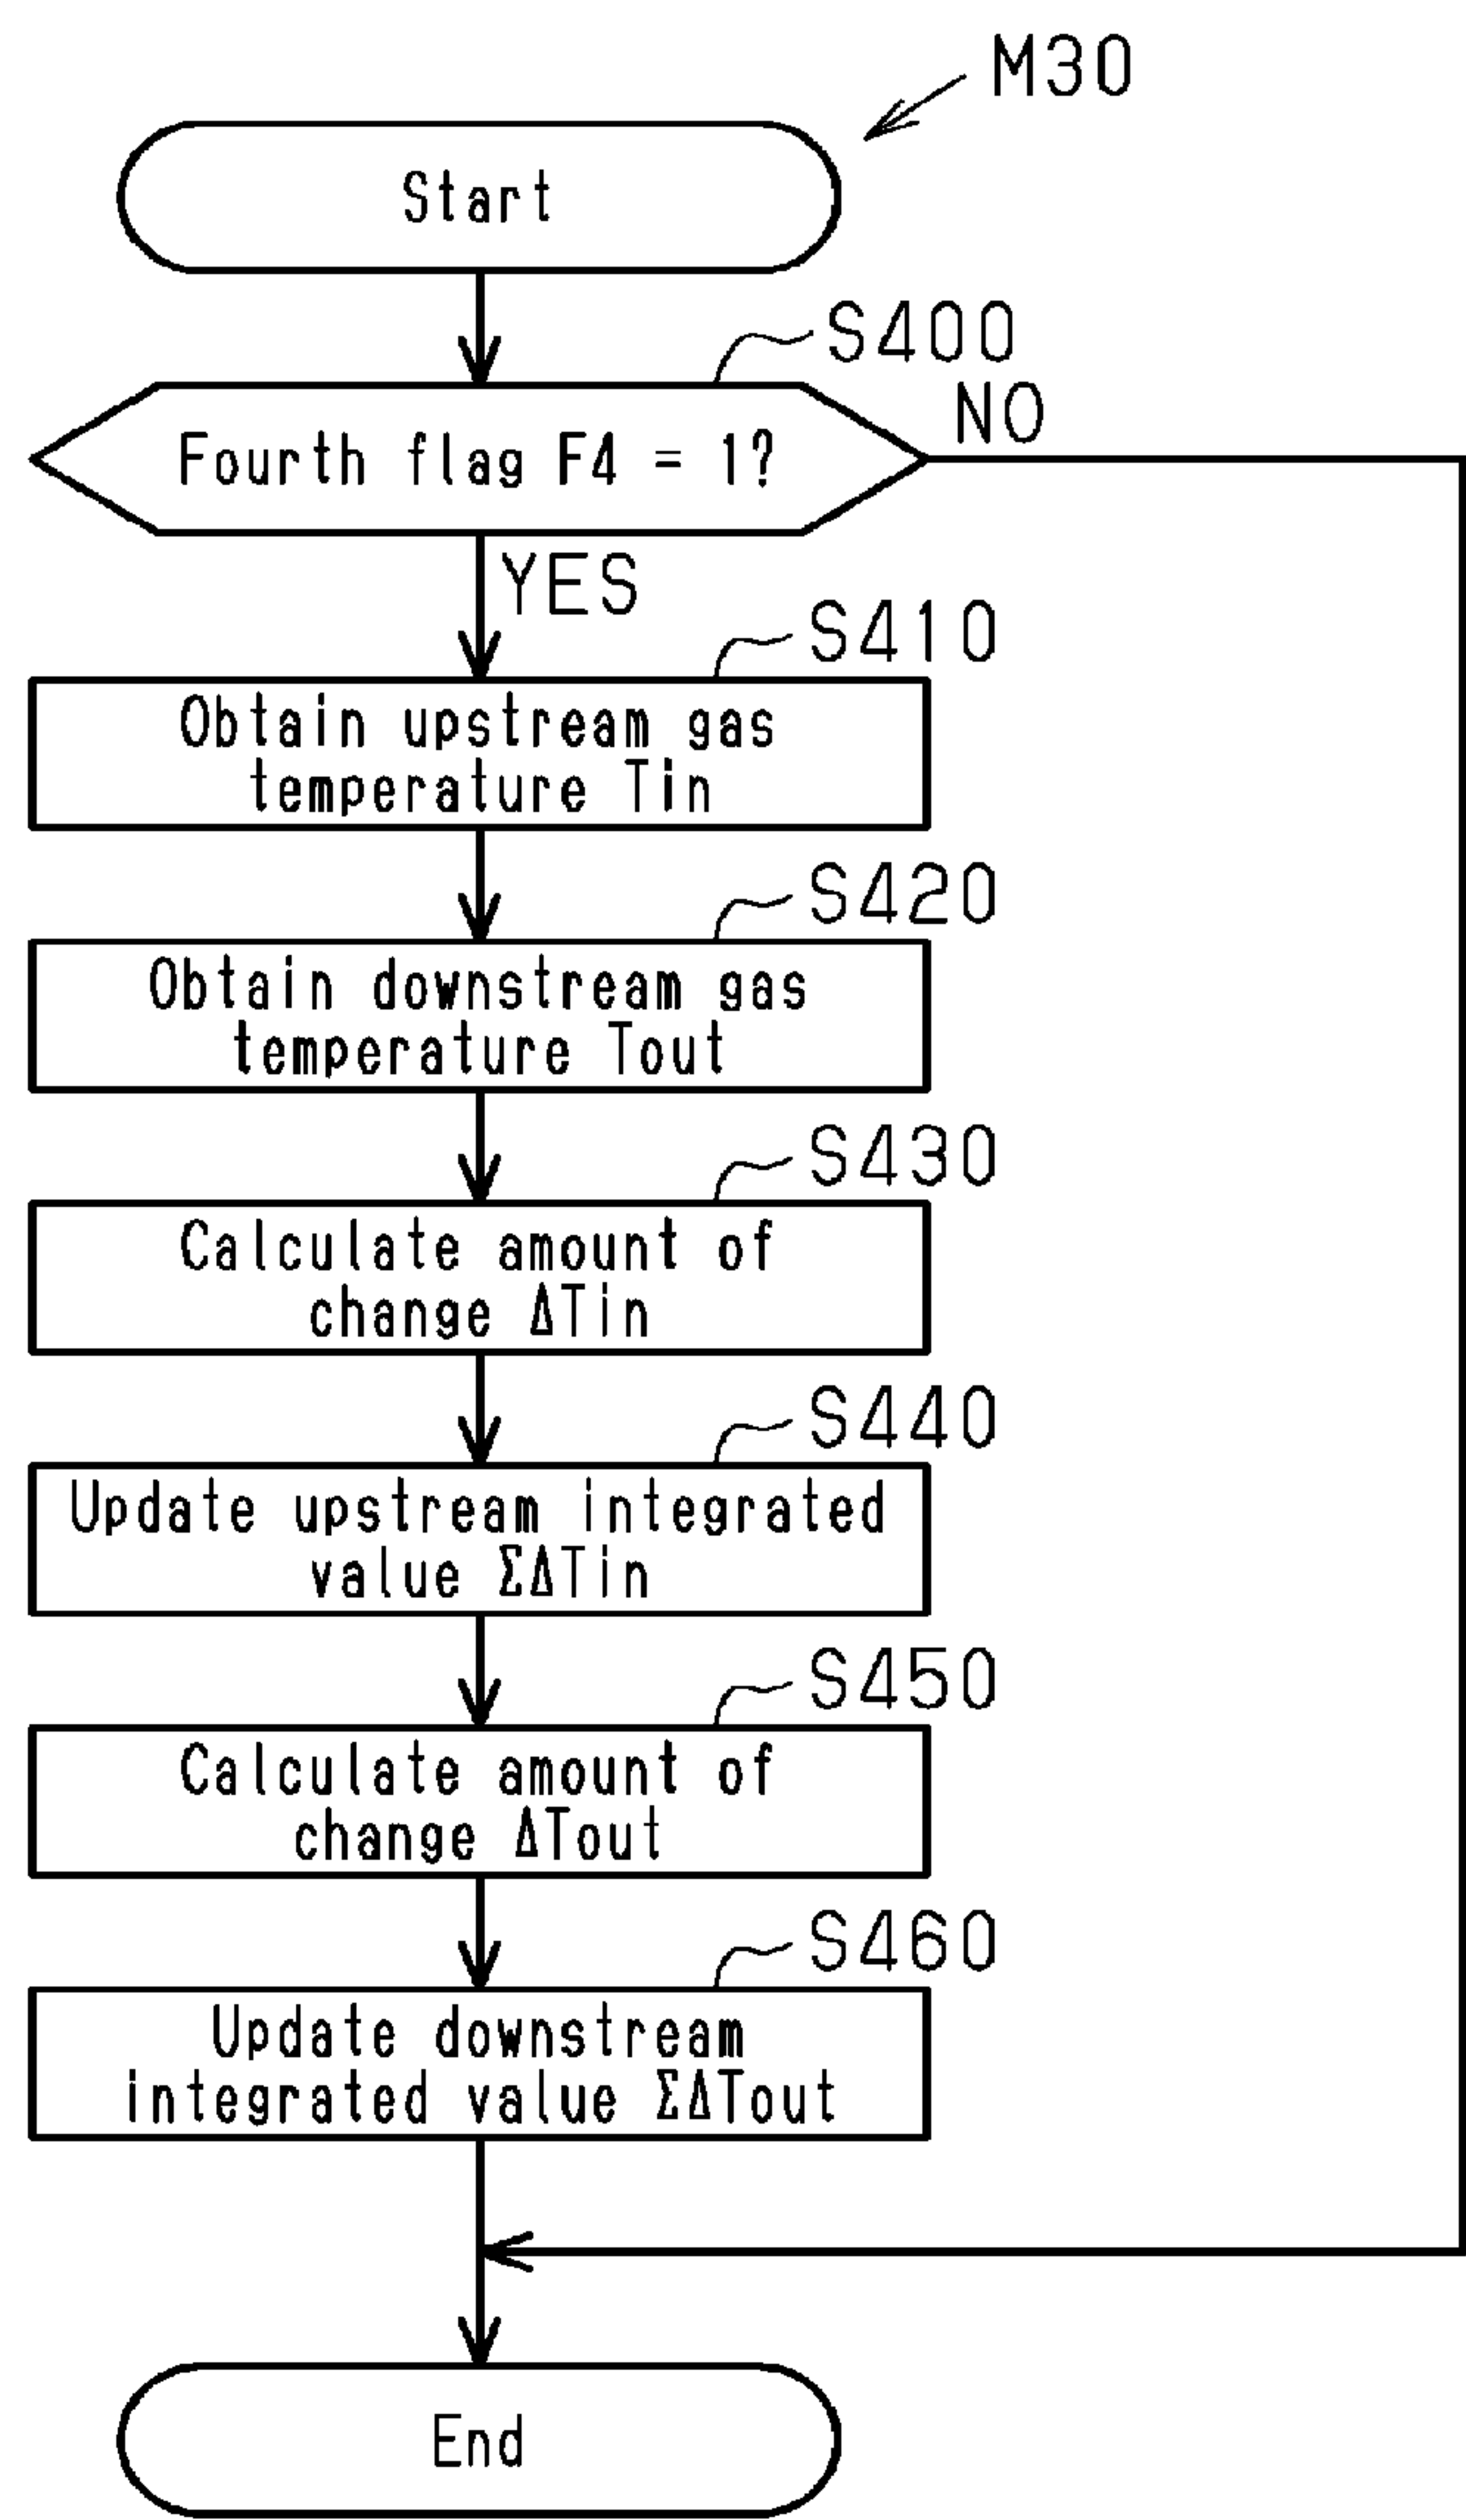 M30
Start
S400
Fourth flag F4 = 1?
NO
YES
S410
Obtain upstream gas
temperature Tin
S420
Obtain downstream gas
temperature Tout
S430
Calculate amount of
change ΔTin
S440
Update upstream integrated
value ΣΔTin
S450
Calculate amount of
change ΔTout
S460
Update downstream
integrated value ΣΔTout
End